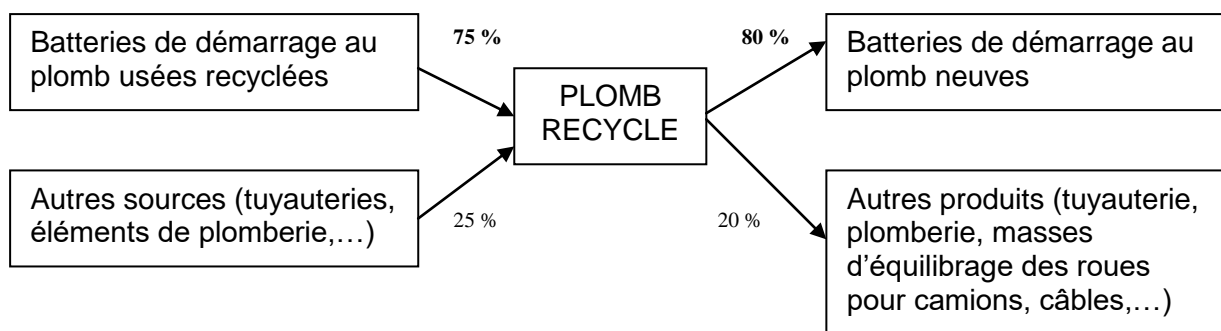 Batteries de démarrage au
plomb usées recyclées
75 %
PLOMB
RECYCLE
80 %
Batteries de démarrage au
plomb neuves
Autres sources (tuyauteries,
éléments de plomberie,…)
25 %
20 %
Autres produits (tuyauterie,
plomberie, masses
d'équilibrage des roues
pour camions, câbles,…)